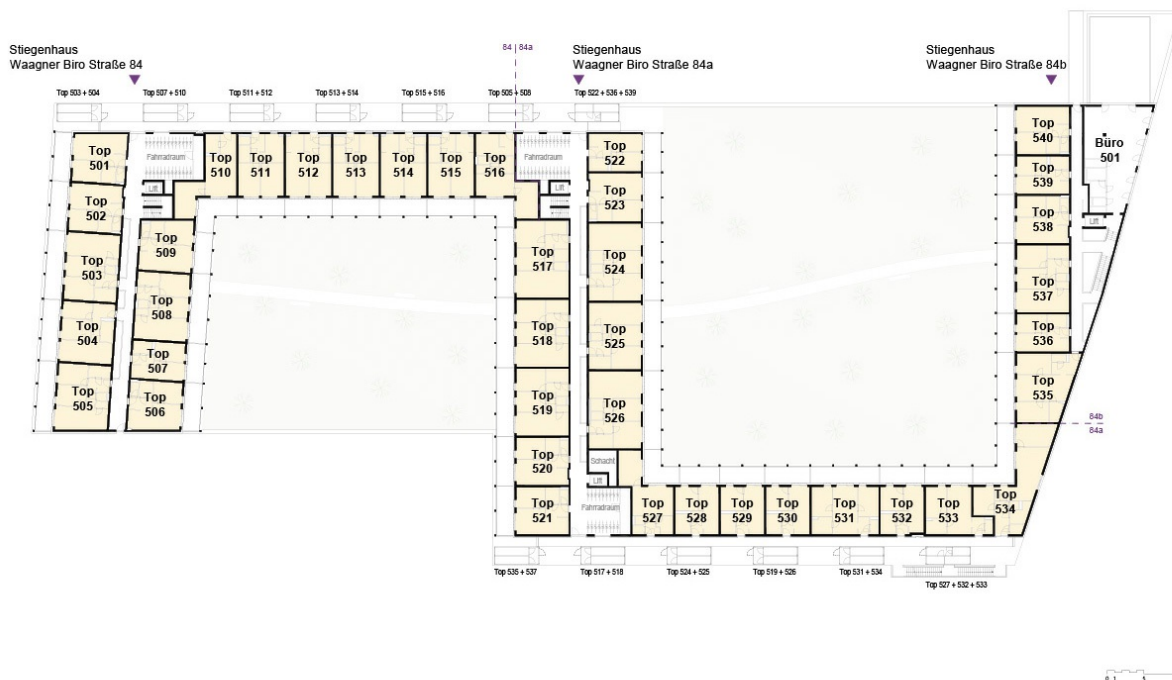 Stiegenhaus
Waagner Biro Straße 84
84 | 84a
Stiegenhaus
Waagner Biro Straße 84a
Stiegenhaus
Waagner Biro Straße 84b
Top 503 + 504
Top 507 + 510
Top 511 + 512
Top 513 + 514
Top 515 + 516
Top 505 + 508
Top 522 + 536 + 539
Top
501
Top
502
Top
503
Top
504
Top
505
Fahrradraum
Lift
Top
509
Top
508
Top
507
Top
506
Top
510
Top
511
Top
512
Top
513
Top
514
Top
515
Top
516
Fahrradraum
Lift
Top
517
Top
518
Top
519
Top
520
Top
521
Top
522
Top
523
Top
524
Top
525
Top
526
Schacht
Lift
Fahrradraum
Top
527
Top
528
Top
529
Top
530
Top
531
Top
532
Top
533
Top
534
Top
540
Top
539
Top
538
Top
537
Top
536
Top
535
Büro
501
Lift
84b
84a
Top 535 + 537
Top 517 + 518
Top 524 + 525
Top 519 + 526
Top 531 + 534
Top 527 + 532 + 533
0 1 5